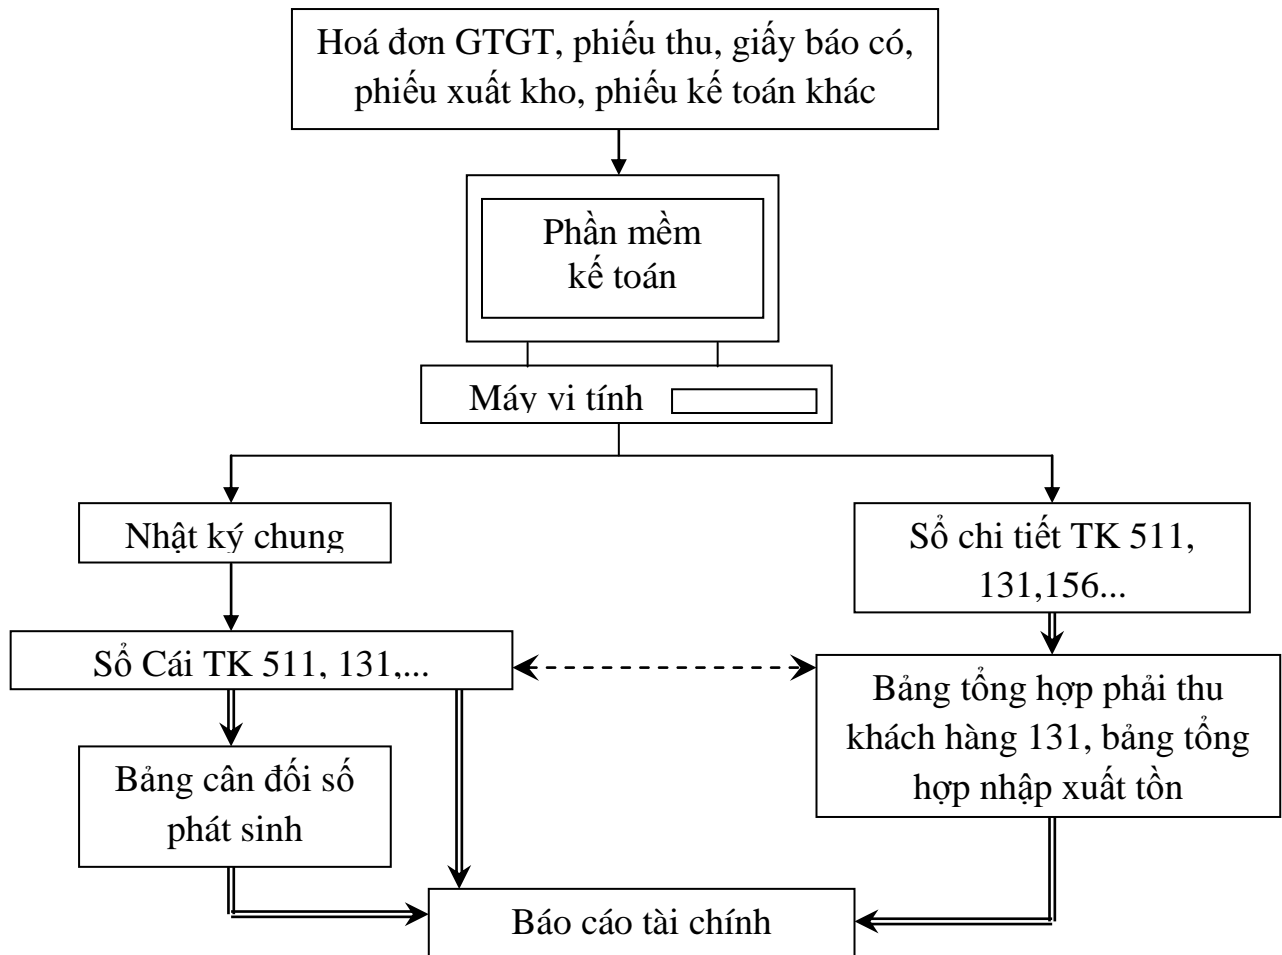 Hoá đơn GTGT, phiếu thu, giấy báo có,
phiếu xuất kho, phiếu kế toán khác
Phần mềm
kế toán
Máy vi tính
Nhật ký chung
Sổ chi tiết TK 511,
131,156...
Sổ Cái TK 511, 131,...
Bảng tổng hợp phải thu
khách hàng 131, bảng tổng
hợp nhập xuất tồn
Bảng cân đối số
phát sinh
Báo cáo tài chính